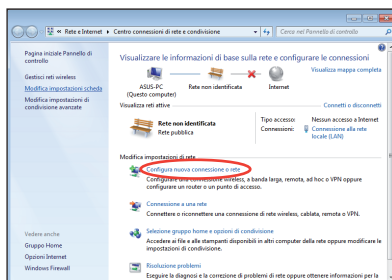 « Rete e Internet ▸ Centro connessioni di rete e condivisione
Cerca nel Pannello di controllo
Pagina iniziale Pannello di controllo
Gestisci reti wireless
Modifica impostazioni scheda
Modifica impostazioni di condivisione avanzate
Vedere anche
Gruppo Home
Opzioni Internet
Windows Firewall
Visualizzare le informazioni di base sulla rete e configurare le connessioni
Visualizza mappa completa
ASUS-PC
(Questo computer)
Rete non identificata
Internet
Visualizza reti attive
Connetti o disconnetti
Rete non identificata
Rete pubblica
Tipo accesso: Nessun accesso a Internet
Connessioni: Connessione alla rete locale (LAN)
Modifica impostazioni di rete
Configura nuova connessione o rete
Configurare una connessione wireless, a banda larga, remota, ad hoc o VPN oppure
configurare un router o un punto di accesso.
Connettersi a una rete
Connettersi o riconnettersi a una connessione di rete wireless, cablata, remota o VPN.
Selezione gruppo home e opzioni di condivisione
Accedere ai file e alle stampanti disponibili in altri computer della rete oppure modificare le
impostazioni di condivisione.
Risoluzione problemi
Eseguire la diagnosi e la correzione di problemi di rete oppure ottenere informazioni per la